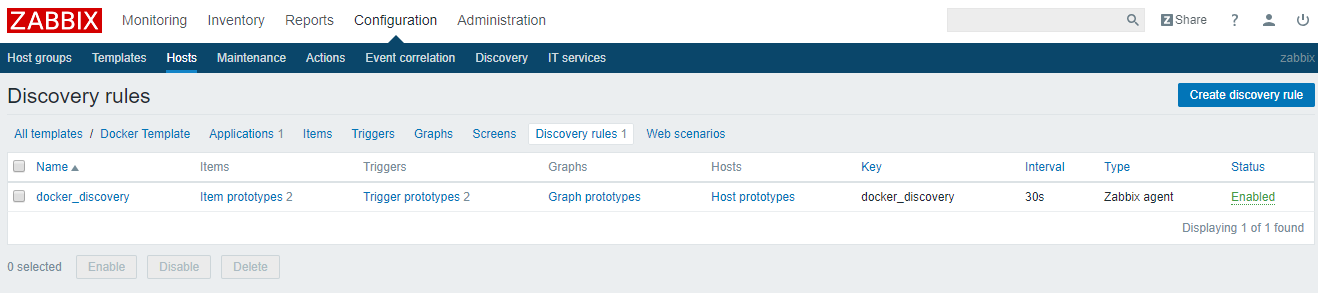 ZABBIX Monitoring Inventory Reports Configuration Administration Z Share ?
Host groups Templates Hosts Maintenance Actions Event correlation Discovery IT services zabbix
Discovery rules Create discovery rule
All templates / Docker Template Applications 1 Items Triggers Graphs Screens Discovery rules 1 Web scenarios
Name Items Triggers Graphs Hosts Key Interval Type Status
docker_discovery Item prototypes 2 Trigger prototypes 2 Graph prototypes Host prototypes docker_discovery 30s Zabbix agent Enabled
Displaying 1 of 1 found
0 selected Enable Disable Delete